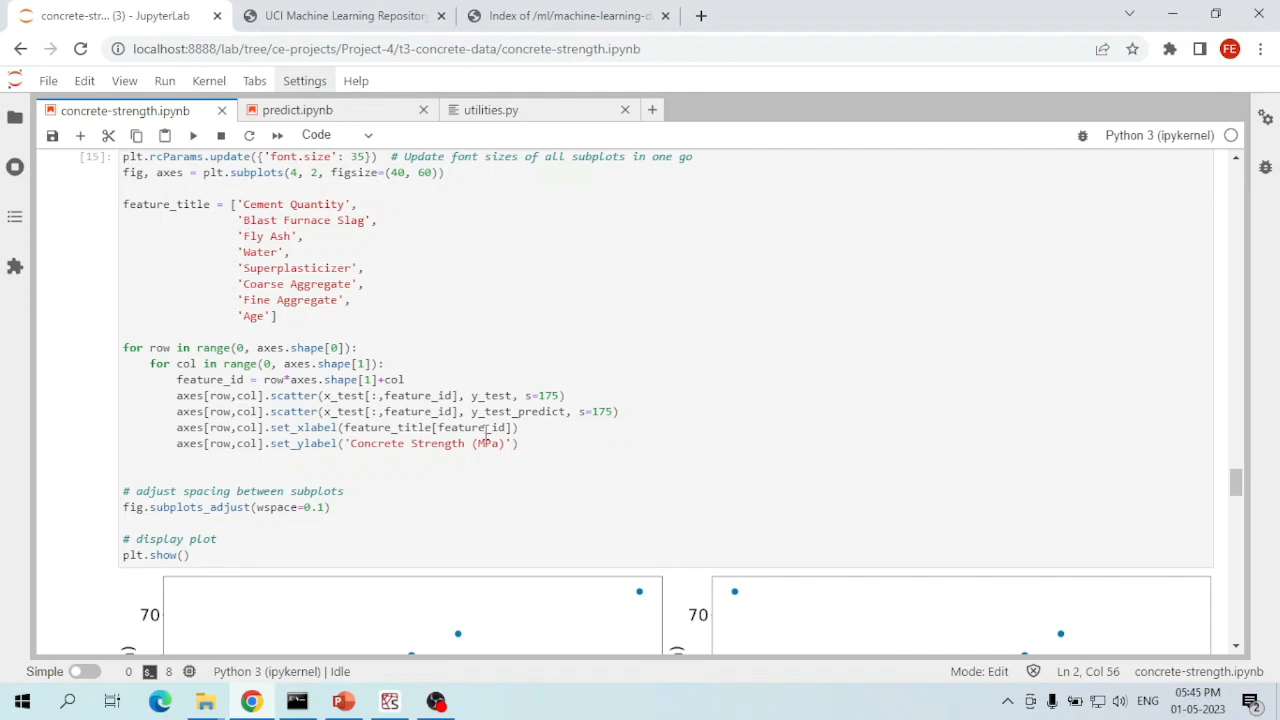 concrete-str... (3) - JupyterLab
UCI Machine Learning Repository
Index of /ml/machine-learning-d
localhost:8888/lab/tree/ce-projects/Project-4/t3-concrete-data/concrete-strength.ipynb
FE
File Edit View Run Kernel Tabs Settings Help
concrete-strength.ipynb
predict.ipynb
utilities.py
Code
Python 3 (ipykernel)
[15]:
plt.rcParams.update({'font.size': 35})  # Update font sizes of all subplots in one go
fig, axes = plt.subplots(4, 2, figsize=(40, 60))
feature_title = ['Cement Quantity',
'Blast Furnace Slag',
'Fly Ash',
'Water',
'Superplasticizer',
'Coarse Aggregate',
'Fine Aggregate',
'Age']
for row in range(0, axes.shape[0]):
for col in range(0, axes.shape[1]):
feature_id = row*axes.shape[1]+col
axes[row,col].scatter(x_test[:,feature_id], y_test, s=175)
axes[row,col].scatter(x_test[:,feature_id], y_test_predict, s=175)
axes[row,col].set_xlabel(feature_title[feature_id])
axes[row,col].set_ylabel('Concrete Strength (MPa)')
# adjust spacing between subplots
fig.subplots_adjust(wspace=0.1)
# display plot
plt.show()
70
70
Simple
0
8
Python 3 (ipykernel) | Idle
Mode: Edit
Ln 2, Col 56
concrete-strength.ipynb
ENG
05:45 PM
01-05-2023
2